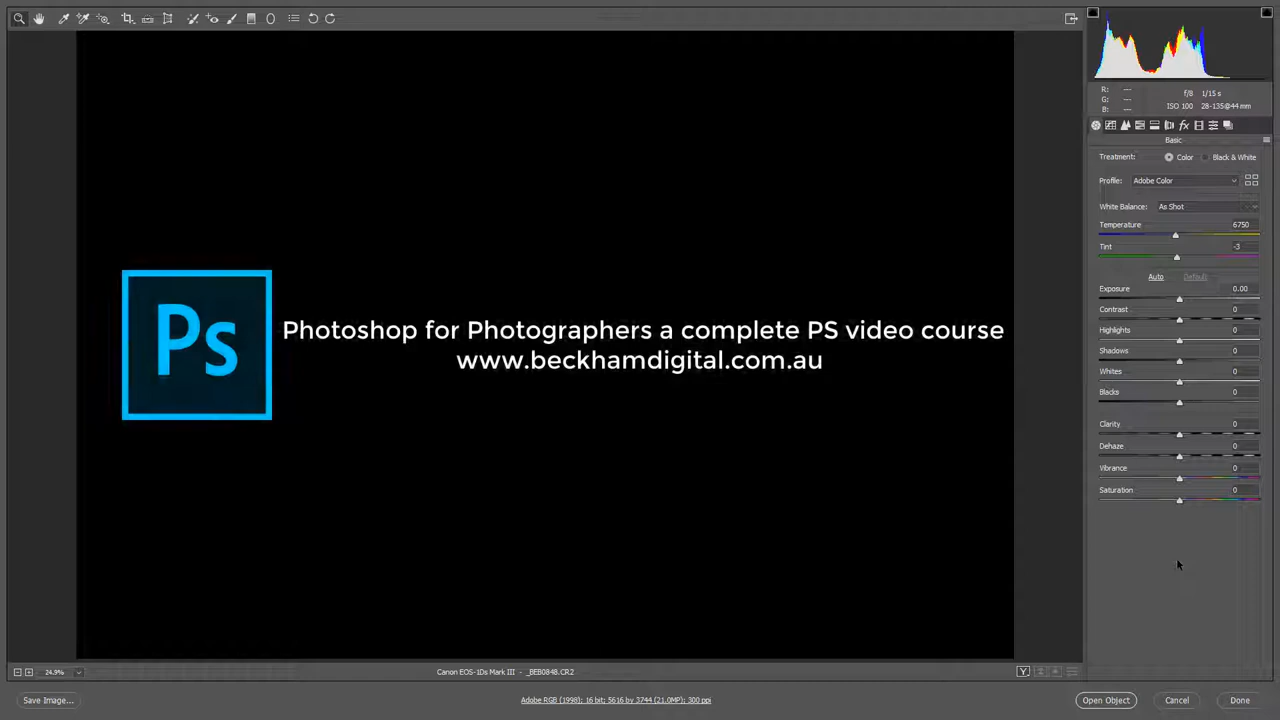 R: ---
G: ---
B: ---
f/8 1/15 s
ISO 100 28-135@44 mm
Basic
Treatment: Color Black & White
Profile: Adobe Color
White Balance: As Shot
Temperature 6750
Tint -3
Auto Default
Exposure 0.00
Contrast 0
Highlights 0
Shadows 0
Whites 0
Blacks 0
Clarity 0
Dehaze 0
Vibrance 0
Saturation 0
Ps
Photoshop for Photographers a complete PS video course
www.beckhamdigital.com.au
24.9%
Canon EOS-1Ds Mark III - _BEB0848.CR2
Y
Save Image...
Adobe RGB (1998); 16 bit; 5616 by 3744 (21.0MP); 300 ppi
Open Object
Cancel
Done